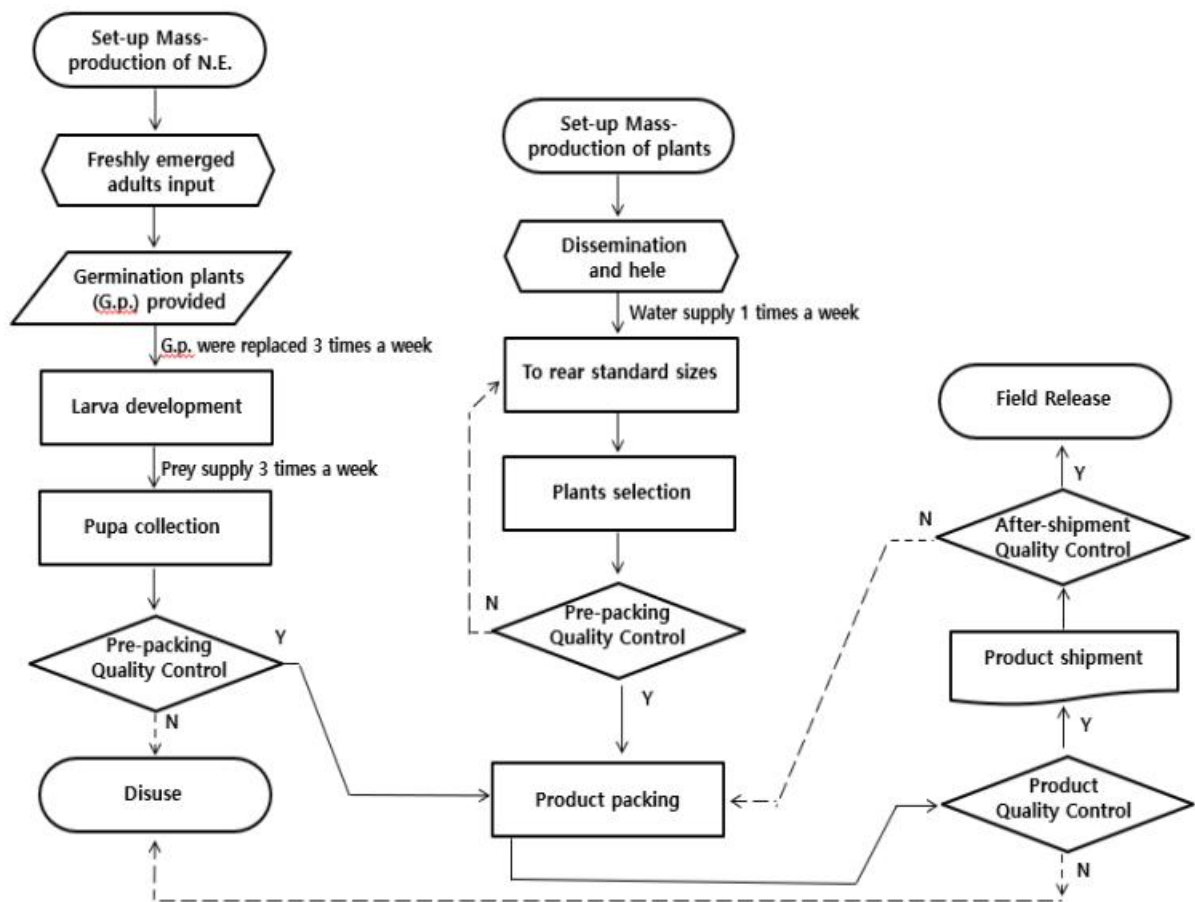 Set-up Mass-
production of N.E.
Freshly emerged
adults input
Germination plants
(G.p.) provided
G.p. were replaced 3 times a week
Larva development
Prey supply 3 times a week
Pupa collection
Pre-packing
Quality Control
Y
N
Disuse
Set-up Mass-
production of plants
Dissemination
and hele
Water supply 1 times a week
To rear standard sizes
Plants selection
Pre-packing
Quality Control
N
Y
Product packing
Field Release
Y
After-shipment
Quality Control
N
Product shipment
Y
Product
Quality Control
N